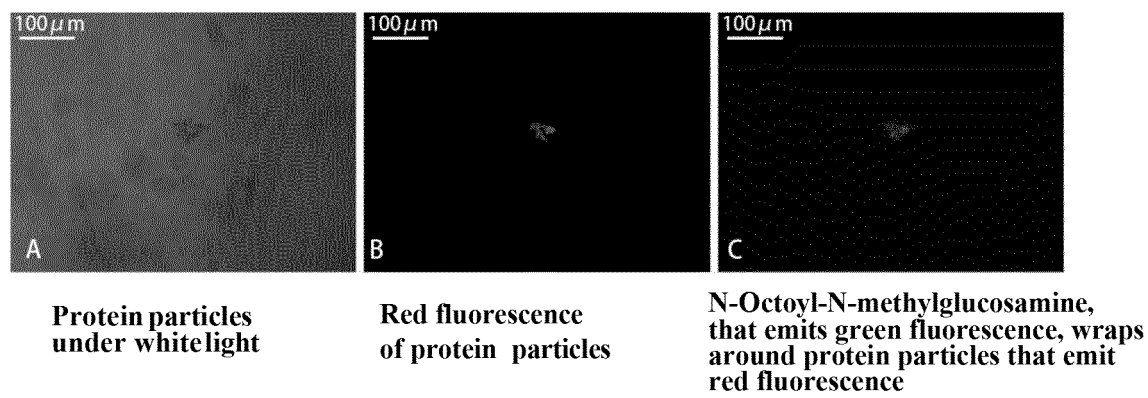 100μm
100μm
100μm
A
B
C
Protein particles
under white light
Red fluorescence
of protein particles
N-Octoyl-N-methylglucosamine,
that emits green fluorescence, wraps
around protein particles that emit
red fluorescence